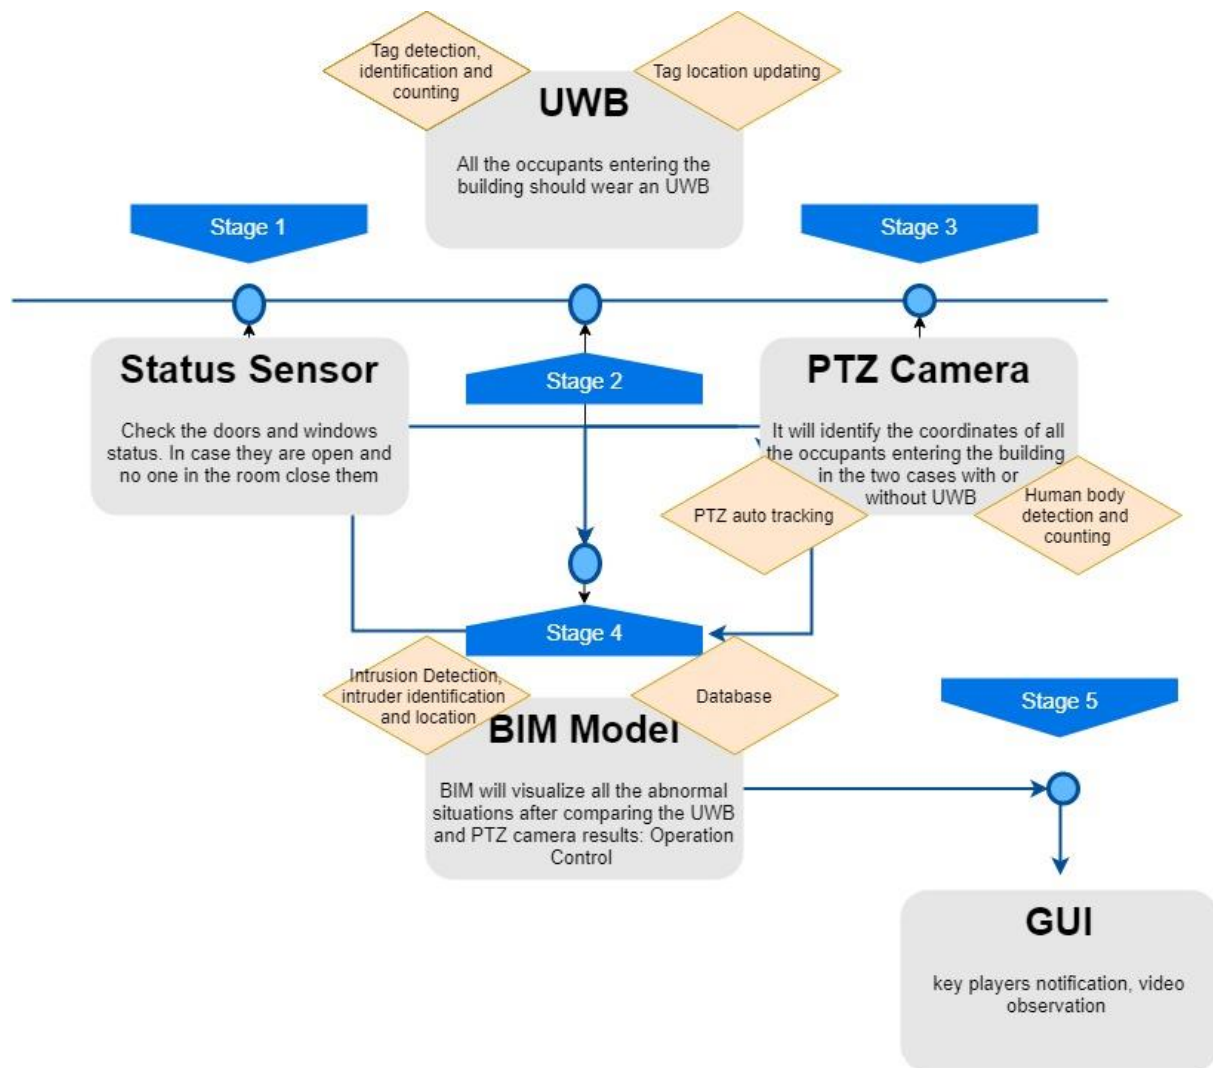 Tag detection,
identification and
counting
Tag location updating
UWB
All the occupants entering the
building should wear an UWB
Stage 1
Stage 3
Status Sensor
Check the doors and windows
status. In case they are open and
no one in the room close them
Stage 2
PTZ Camera
It will identify the coordinates of all
the occupants entering the building
in the two cases with or
without UWB
PTZ auto tracking
Human body
detection and
counting
Stage 4
Intrusion Detection,
intruder identification
and location
Database
BIM Model
BIM will visualize all the abnormal
situations after comparing the UWB
and PTZ camera results: Operation
Control
Stage 5
GUI
key players notification, video
observation